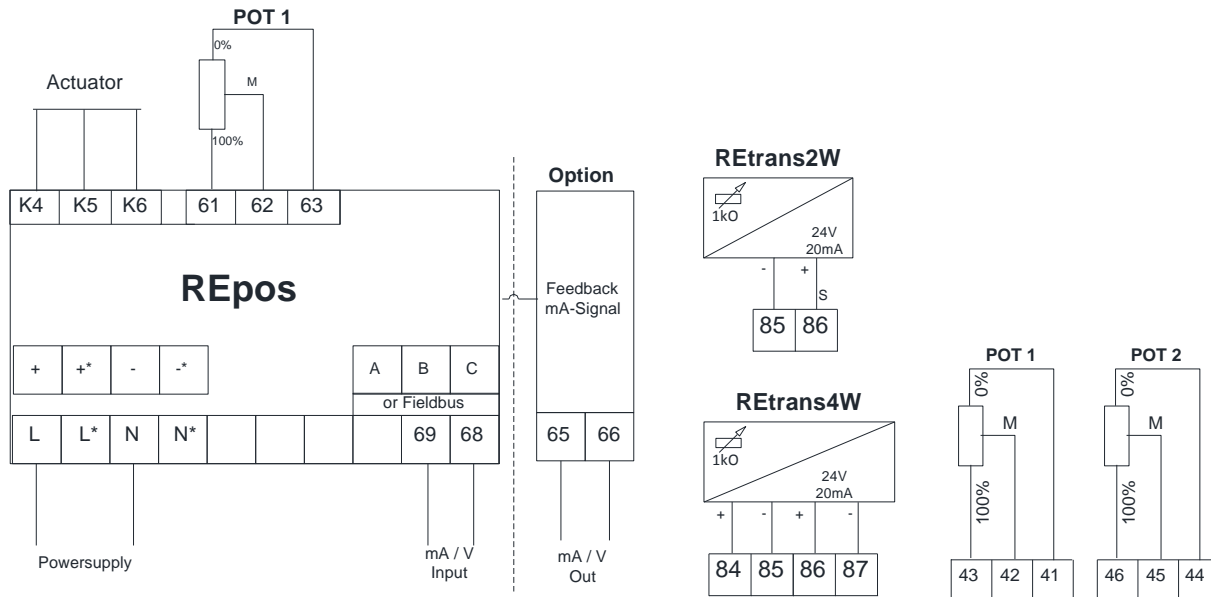 POT 1
0%
Actuator
M
100%
K4 K5 K6 61 62 63
REpos
+ +* - -*
A B C
or Fieldbus
L L* N N* 69 68
Powersupply
mA / V
Input
Option
Feedback
mA-Signal
65 66
mA / V
Out
REtrans2W
1kO
24V
20mA
- +
S
85 86
REtrans4W
1kO
24V
20mA
+ - + -
84 85 86 87
POT 1
0%
M
100%
43 42 41
POT 2
0%
M
100%
46 45 44